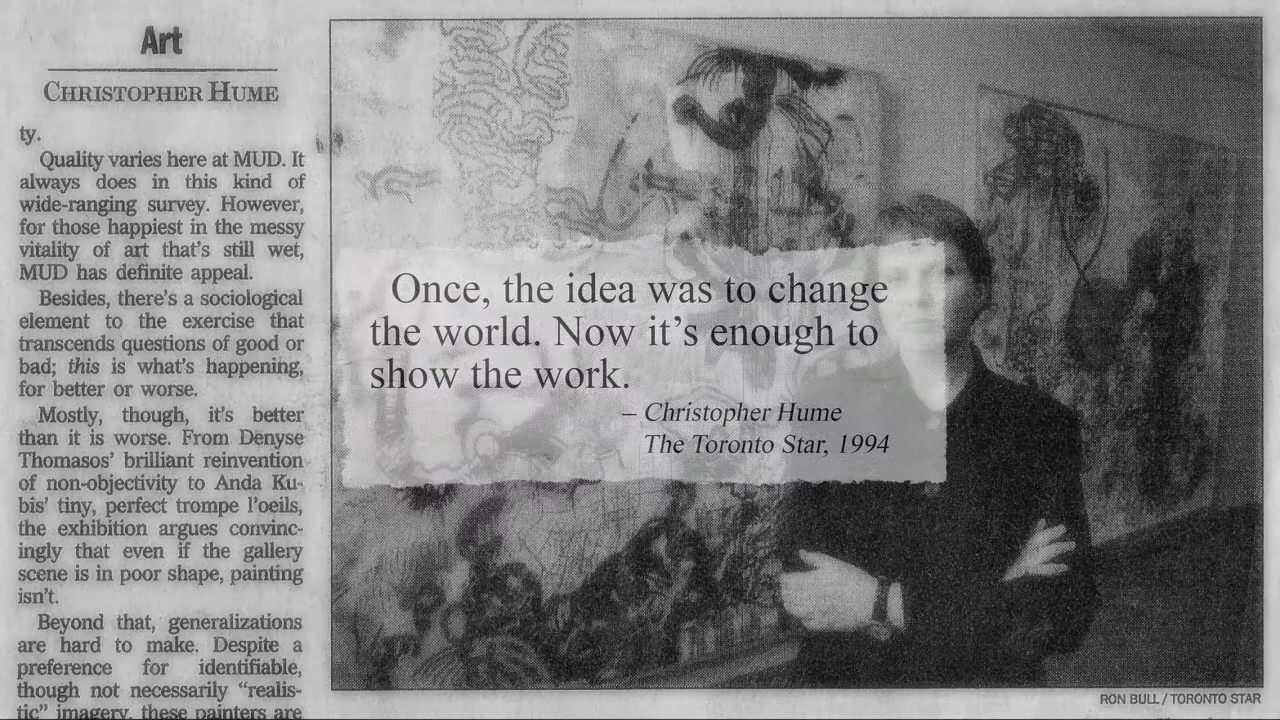 Art
CHRISTOPHER HUME
ty.
Quality varies here at MUD. It
always does in this kind of
wide-ranging survey. However,
for those happiest in the messy
vitality of art that's still wet,
MUD has definite appeal.
Besides, there's a sociological
element to the exercise that
transcends questions of good or
bad; this is what's happening,
for better or worse.
Mostly, though, it's better
than it is worse. From Denyse
Thomasos' brilliant reinvention
of non-objectivity to Anda Ku-
bis' tiny, perfect trompe l'oeils,
the exhibition argues convinc-
ingly that even if the gallery
scene is in poor shape, painting
isn't.
Beyond that, generalizations
are hard to make. Despite a
preference for identifiable,
though not necessarily “realis-
tic” imagery, these painters are
Once, the idea was to change
the world. Now it’s enough to
show the work.
– Christopher Hume
The Toronto Star, 1994
RON BULL / TORONTO STAR